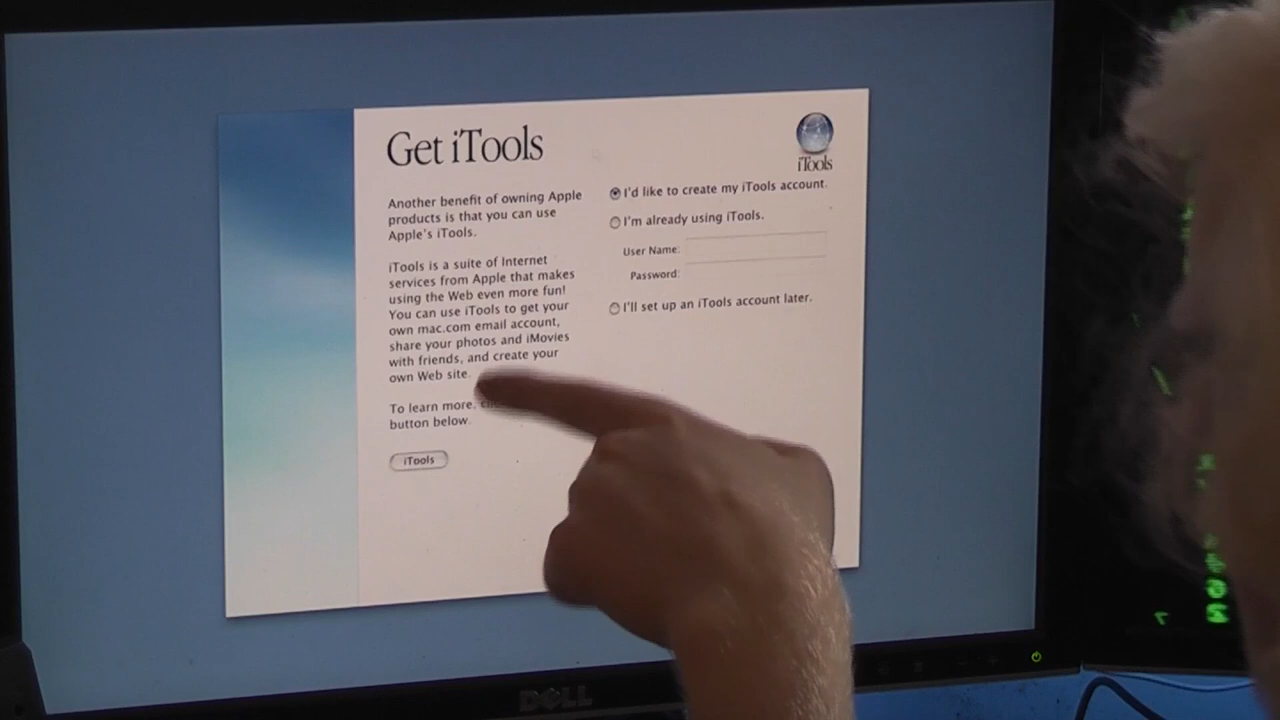 Get iTools
iTools
Another benefit of owning Apple
products is that you can use
Apple's iTools.
iTools is a suite of Internet
services from Apple that makes
using the Web even more fun!
You can use iTools to get your
own mac.com email account,
share your photos and iMovies
with friends, and create your
own Web site.
To learn more,
button below.
iTools
I'd like to create my iTools account.
I'm already using iTools.
User Name:
Password:
I'll set up an iTools account later.
DELL